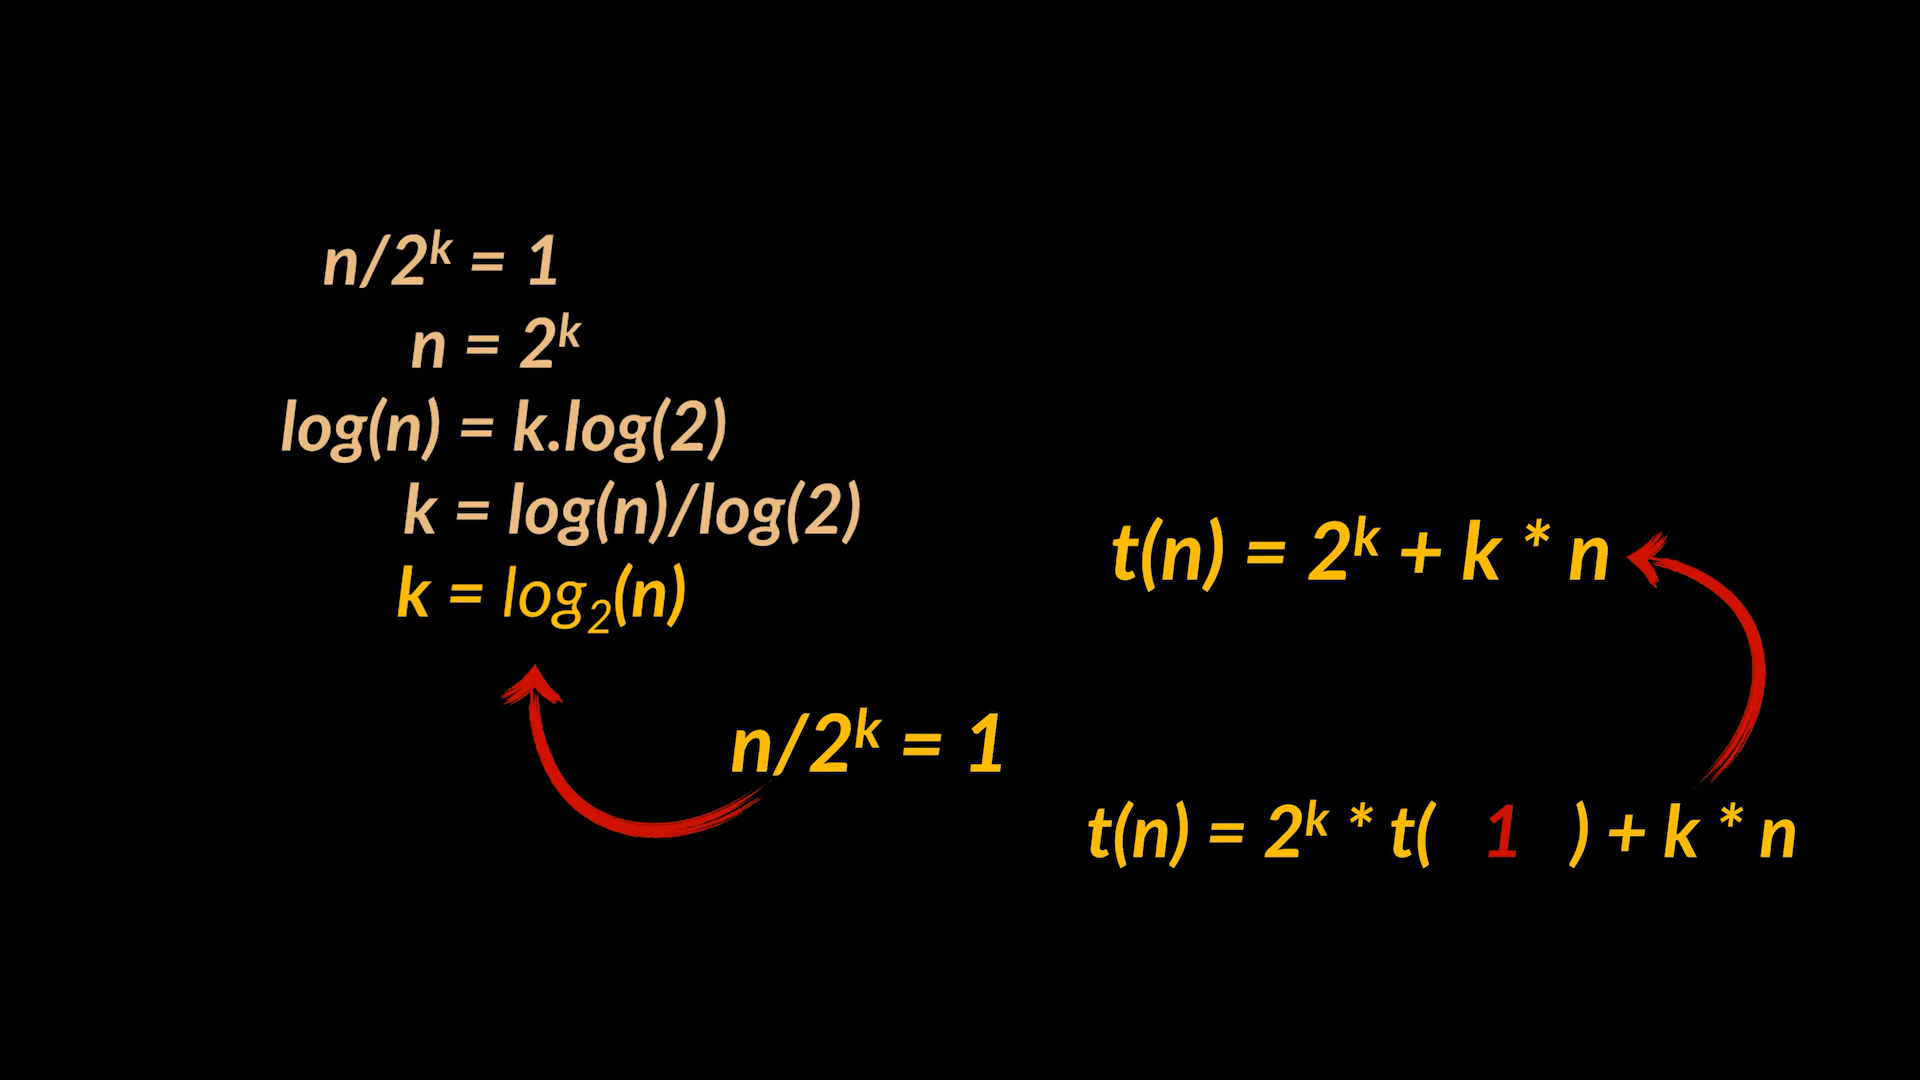 n/2ᵏ = 1
n = 2ᵏ
log(n) = k.log(2)
k = log(n)/log(2)
k = log₂(n)
n/2ᵏ = 1
t(n) = 2ᵏ + k * n
t(n) = 2ᵏ * t( 1 ) + k * n